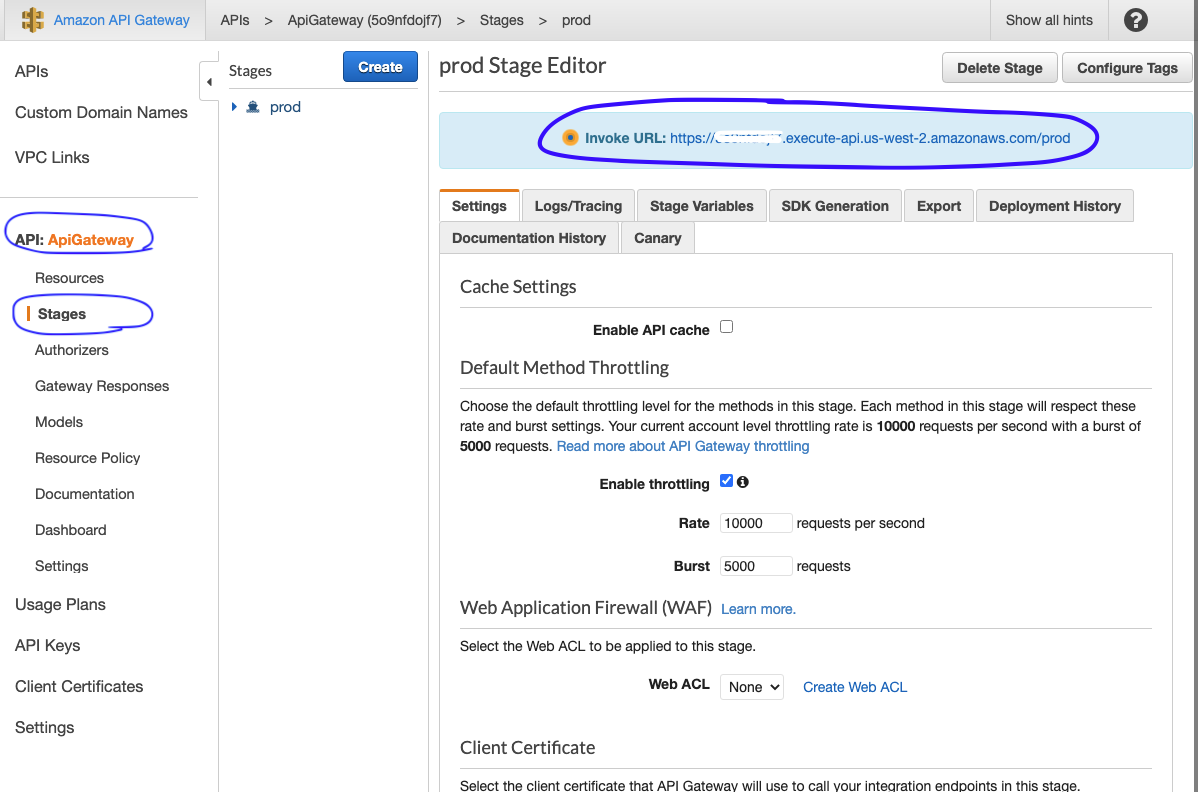 Amazon API Gateway APIs > ApiGateway (5o9nfdojf7) > Stages > prod Show all hints ?
APIs
Custom Domain Names
VPC Links
API: ApiGateway
Resources
Stages
Authorizers
Gateway Responses
Models
Resource Policy
Documentation
Dashboard
Settings
Usage Plans
API Keys
Client Certificates
Settings
Stages Create
prod
prod Stage Editor Delete Stage Configure Tags
Invoke URL: https:// .execute-api.us-west-2.amazonaws.com/prod
Settings Logs/Tracing Stage Variables SDK Generation Export Deployment History
Documentation History Canary
Cache Settings
Enable API cache
Default Method Throttling
Choose the default throttling level for the methods in this stage. Each method in this stage will respect these
rate and burst settings. Your current account level throttling rate is 10000 requests per second with a burst of
5000 requests. Read more about API Gateway throttling
Enable throttling
Rate 10000 requests per second
Burst 5000 requests
Web Application Firewall (WAF) Learn more.
Select the Web ACL to be applied to this stage.
Web ACL None Create Web ACL
Client Certificate
Select the client certificate that API Gateway will use to call your integration endpoints in this stage.